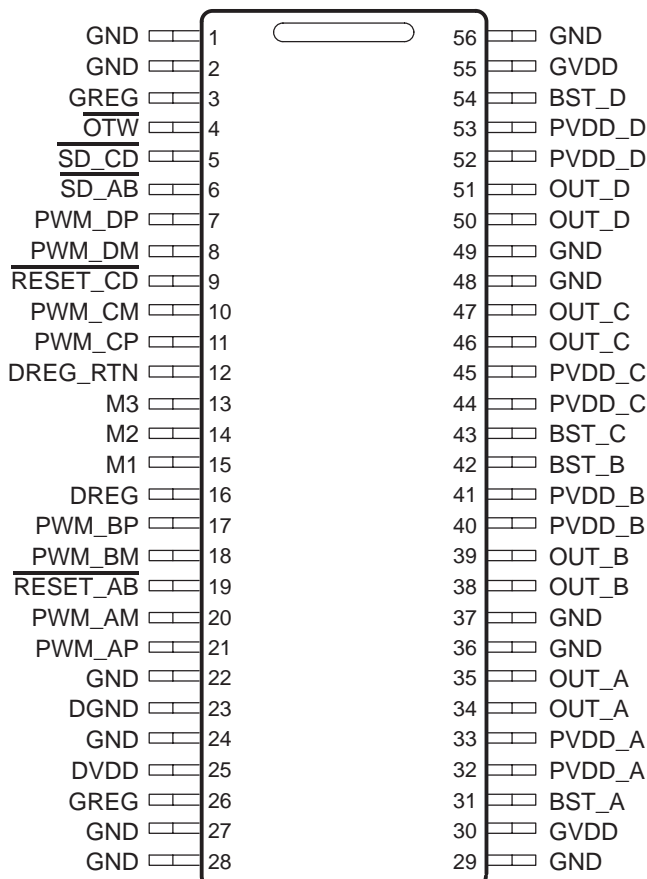 GND 1 56 GND
GND 2 55 GVDD
GREG 3 54 BST_D
OTW 4 53 PVDD_D
SD_CD 5 52 PVDD_D
SD_AB 6 51 OUT_D
PWM_DP 7 50 OUT_D
PWM_DM 8 49 GND
RESET_CD 9 48 GND
PWM_CM 10 47 OUT_C
PWM_CP 11 46 OUT_C
DREG_RTN 12 45 PVDD_C
M3 13 44 PVDD_C
M2 14 43 BST_C
M1 15 42 BST_B
DREG 16 41 PVDD_B
PWM_BP 17 40 PVDD_B
PWM_BM 18 39 OUT_B
RESET_AB 19 38 OUT_B
PWM_AM 20 37 GND
PWM_AP 21 36 GND
GND 22 35 OUT_A
DGND 23 34 OUT_A
GND 24 33 PVDD_A
DVDD 25 32 PVDD_A
GREG 26 31 BST_A
GND 27 30 GVDD
GND 28 29 GND